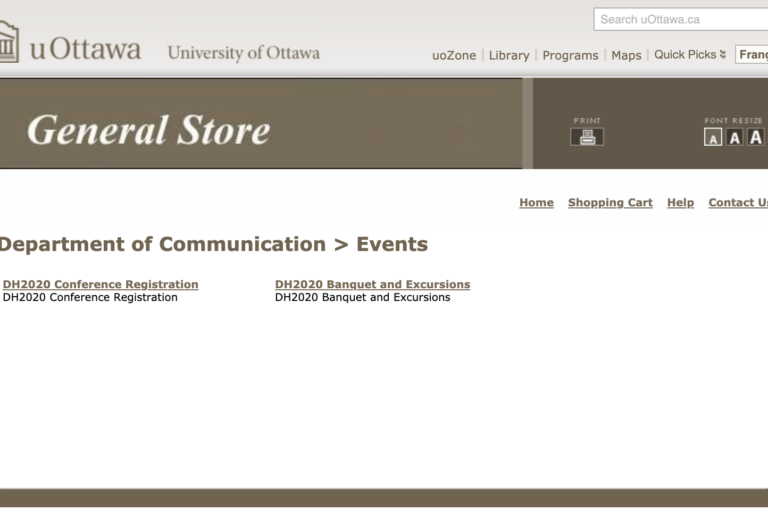 Search uOttawa.ca
uOttawa University of Ottawa
uoZone | Library | Programs | Maps | Quick Picks
General Store
PRINT
FONT RESIZE
A A A
Home Shopping Cart Help Contact
Department of Communication > Events
DH2020 Conference Registration DH2020 Banquet and Excursions
DH2020 Conference Registration DH2020 Banquet and Excursions